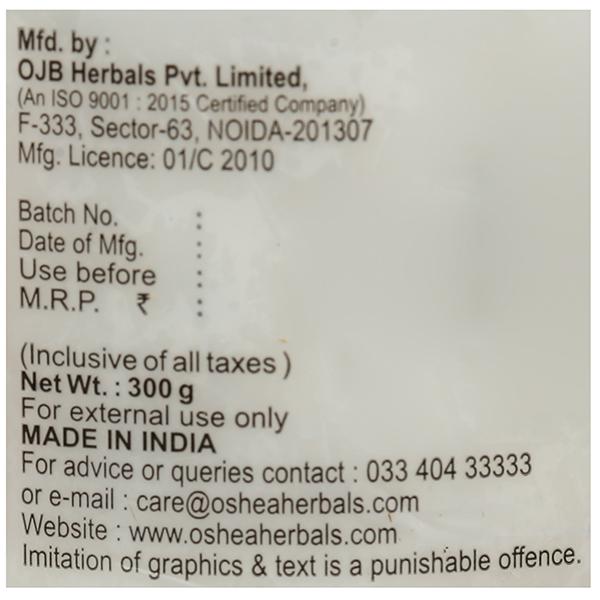 Mfd. by :
OJB Herbals Pvt. Limited,
(An ISO 9001 : 2015 Certified Company)
F-333, Sector-63, NOIDA-201307
Mfg. Licence: 01/C 2010
Batch No. :
Date of Mfg. :
Use before :
M.R.P. ₹ :
(Inclusive of all taxes )
Net Wt. : 300 g
For external use only
MADE IN INDIA
For advice or queries contact : 033 404 33333
or e-mail : care@osheaherbals.com
Website : www.osheaherbals.com
Imitation of graphics & text is a punishable offence.